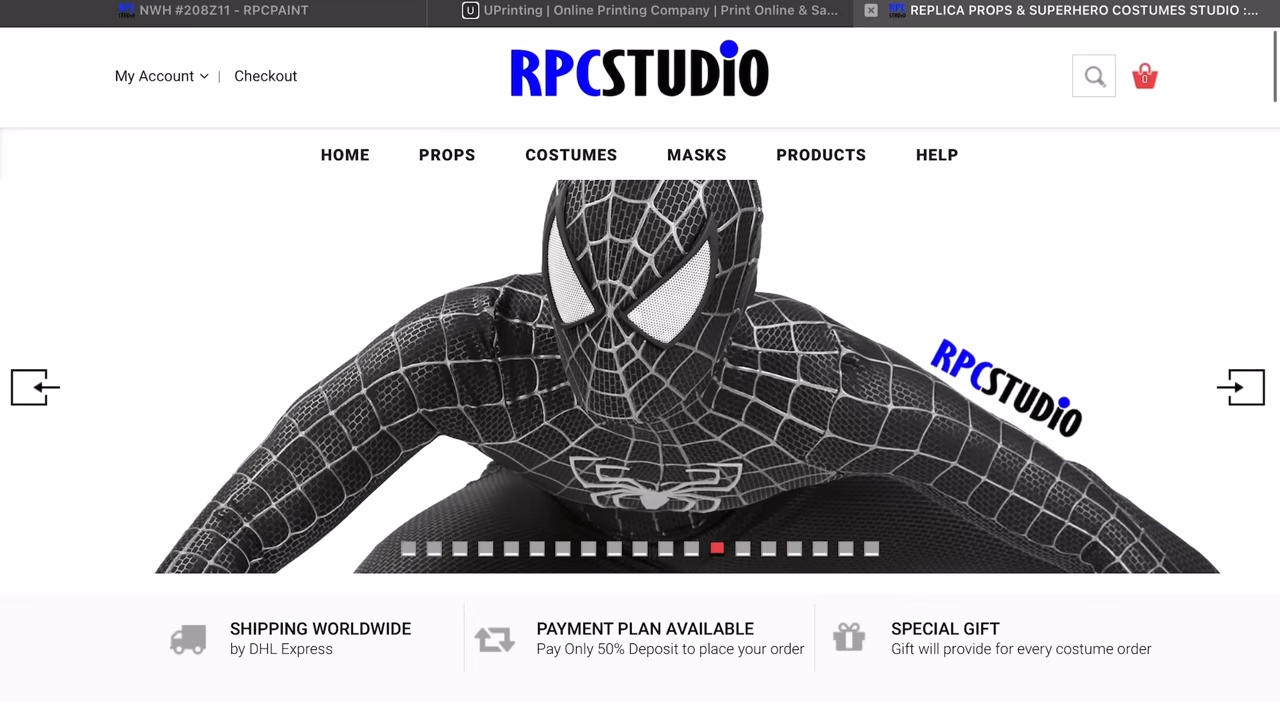 NWH #208Z11 - RPCPAINT
U UPrinting | Online Printing Company | Print Online & Sa...
REPLICA PROPS & SUPERHERO COSTUMES STUDIO :...
My Account | Checkout
RPCSTUDiO
0
HOME PROPS COSTUMES MASKS PRODUCTS HELP
RPCSTUDiO
SHIPPING WORLDWIDE
by DHL Express
PAYMENT PLAN AVAILABLE
Pay Only 50% Deposit to place your order
SPECIAL GIFT
Gift will provide for every costume order